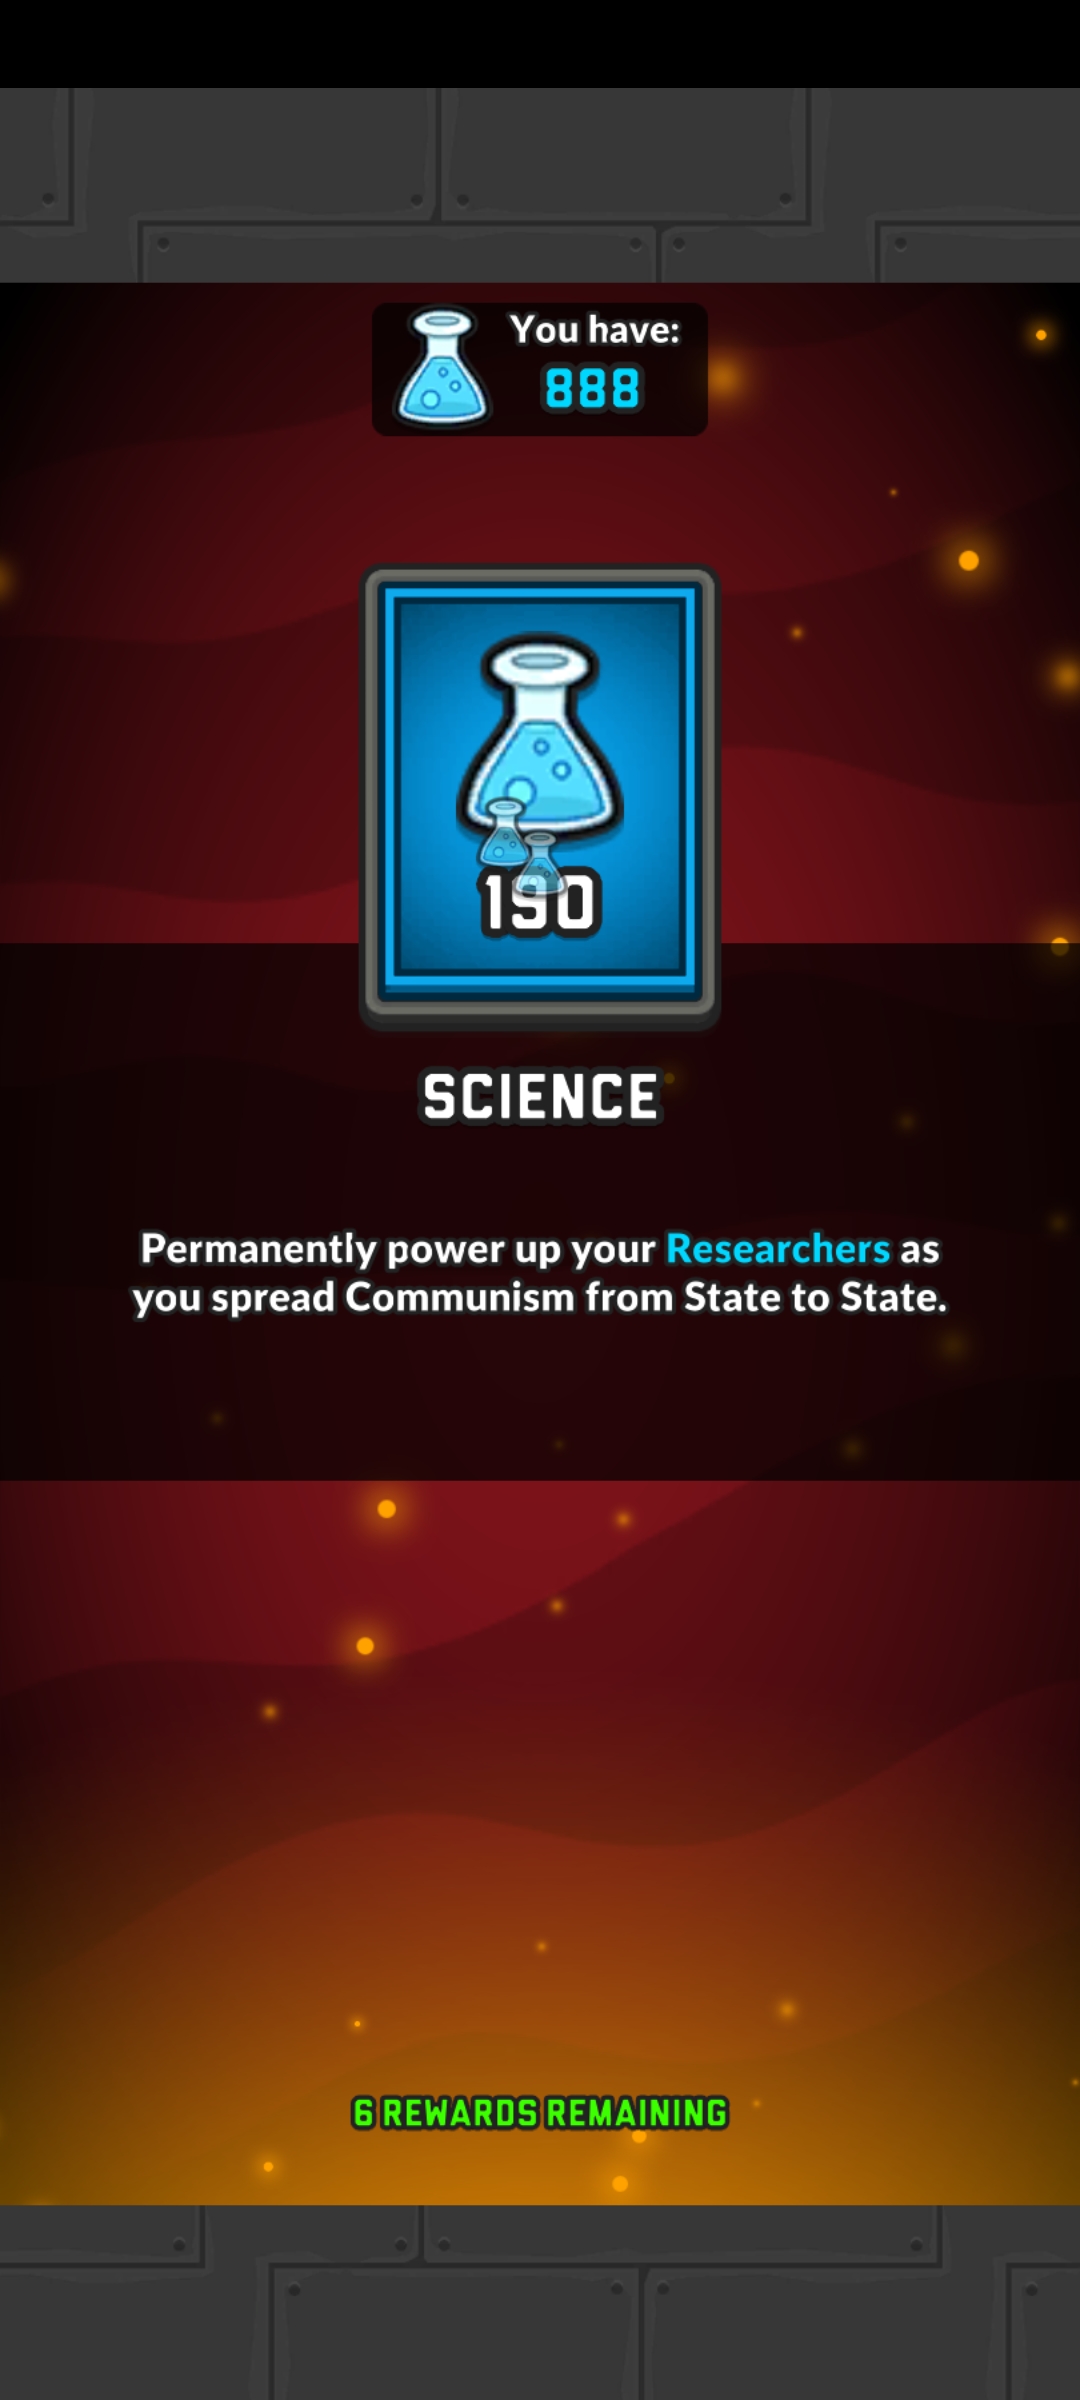 You have:
888
190
SCIENCE
Permanently power up your Researchers as
you spread Communism from State to State.
6 REWARDS REMAINING